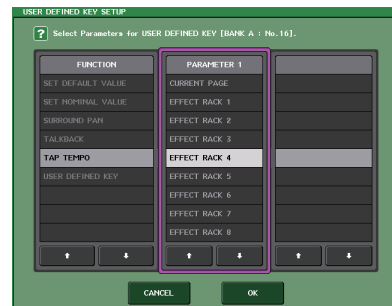 USER DEFINED KEY SETUP
? Select Parameters for USER DEFINED KEY [BANK A : No.16].
FUNCTION
SET DEFAULT VALUE
SET NOMINAL VALUE
SURROUND PAN
TALKBACK
TAP TEMPO
USER DEFINED KEY
PARAMETER 1
CURRENT PAGE
EFFECT RACK 1
EFFECT RACK 2
EFFECT RACK 3
EFFECT RACK 4
EFFECT RACK 5
EFFECT RACK 6
EFFECT RACK 7
EFFECT RACK 8
CANCEL
OK